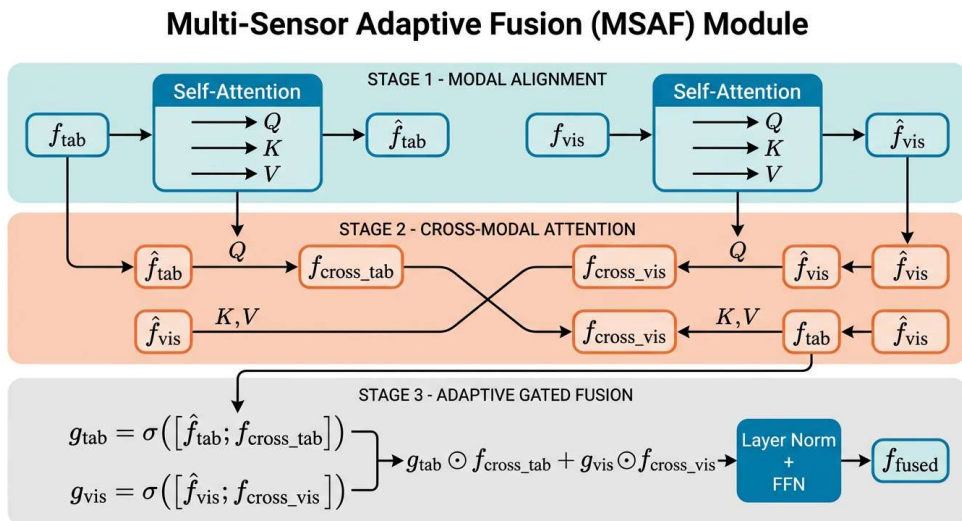 Multi-Sensor Adaptive Fusion (MSAF) Module
STAGE 1 - MODAL ALIGNMENT
f_tab
Self-Attention
Q
K
V
f̂_tab
f_vis
Self-Attention
Q
K
V
f̂_vis
STAGE 2 - CROSS-MODAL ATTENTION
Q
Q
f̂_tab
f_cross_tab
f_cross_vis
f̂_vis
f̂_vis
f̂_vis
K,V
f_cross_vis
K,V
f_tab
f̂_vis
STAGE 3 - ADAPTIVE GATED FUSION
g_tab = σ([f̂_tab; f_cross_tab])
g_vis = σ([f̂_vis; f_cross_vis])
g_tab ⊙ f_cross_tab + g_vis ⊙ f_cross_vis
Layer Norm
+
FFN
f_fused